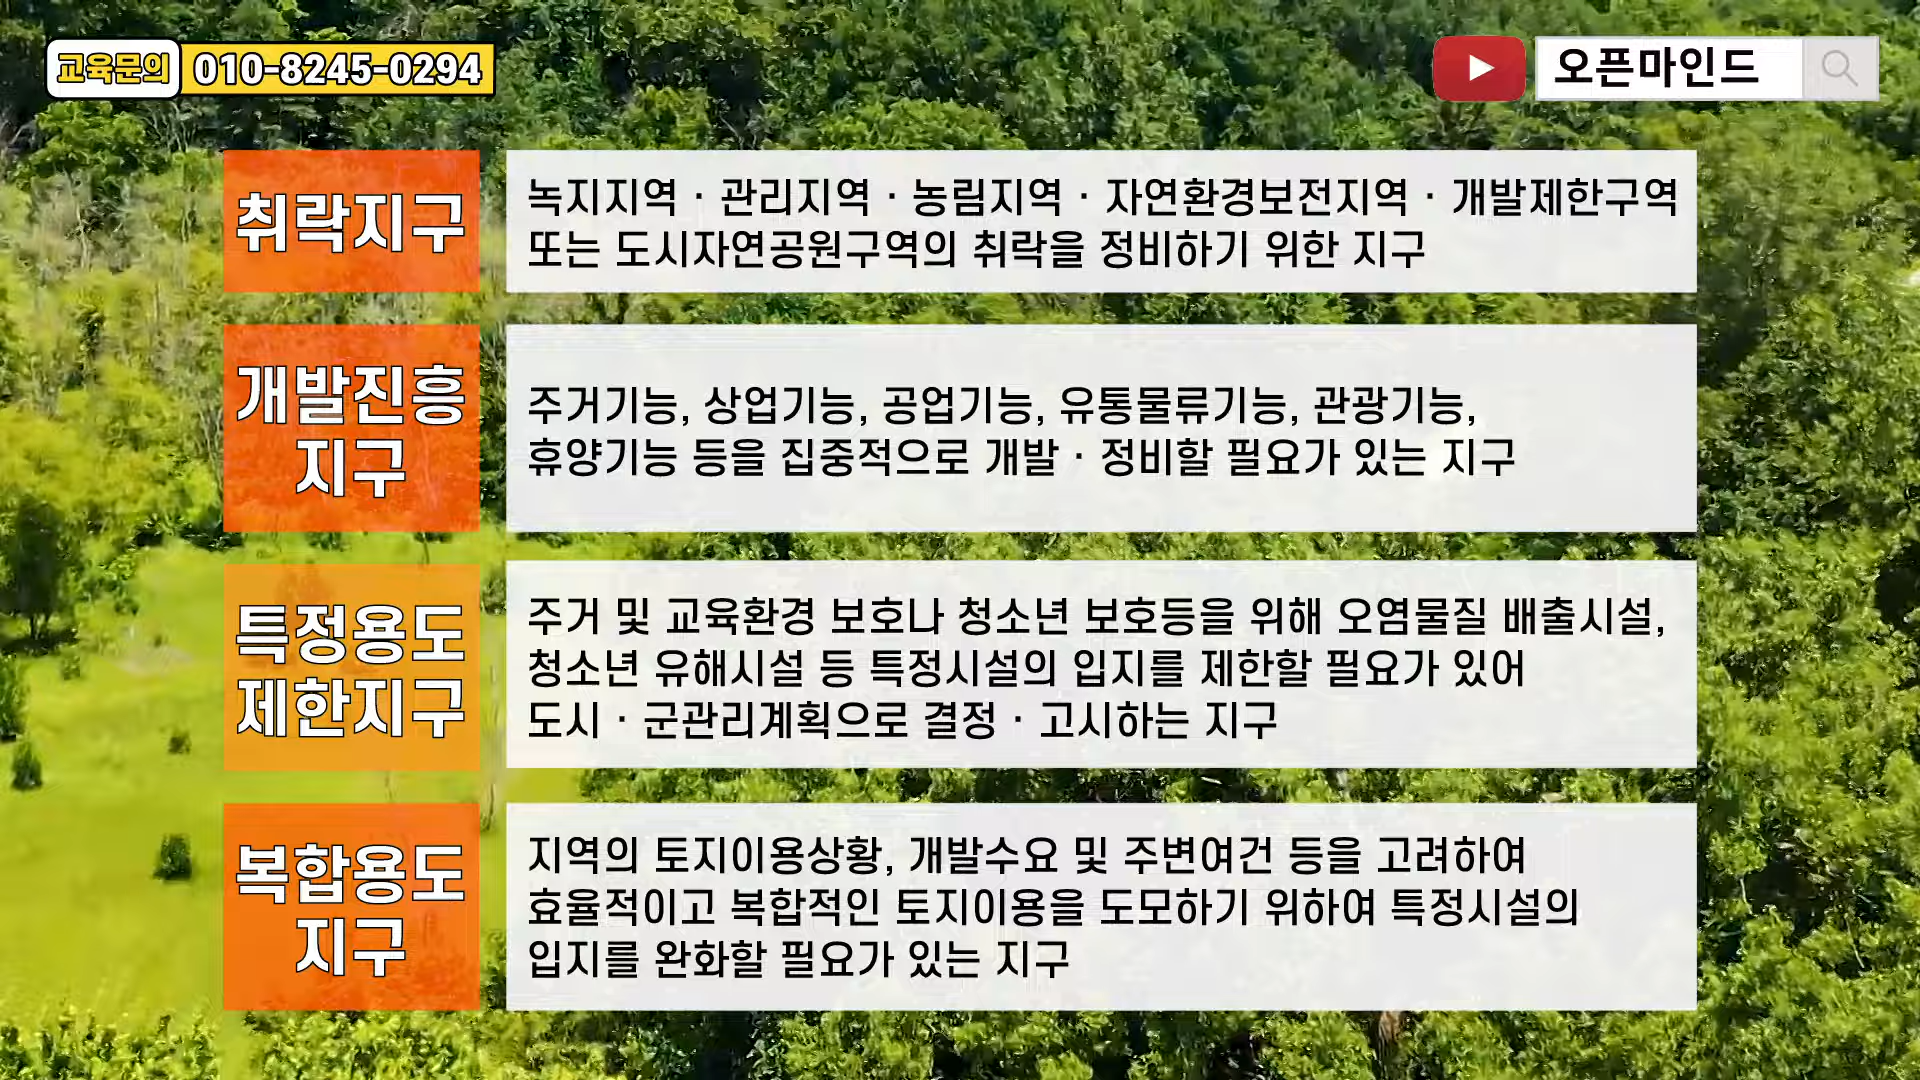 교육문의 010-8245-0294
오픈마인드
취락지구
녹지지역 · 관리지역 · 농림지역 · 자연환경보전지역 · 개발제한구역
또는 도시자연공원구역의 취락을 정비하기 위한 지구
개발진흥
지구
주거기능, 상업기능, 공업기능, 유통물류기능, 관광기능,
휴양기능 등을 집중적으로 개발 · 정비할 필요가 있는 지구
특정용도
제한지구
주거 및 교육환경 보호나 청소년 보호등을 위해 오염물질 배출시설,
청소년 유해시설 등 특정시설의 입지를 제한할 필요가 있어
도시 · 군관리계획으로 결정 · 고시하는 지구
복합용도
지구
지역의 토지이용상황, 개발수요 및 주변여건 등을 고려하여
효율적이고 복합적인 토지이용을 도모하기 위하여 특정시설의
입지를 완화할 필요가 있는 지구